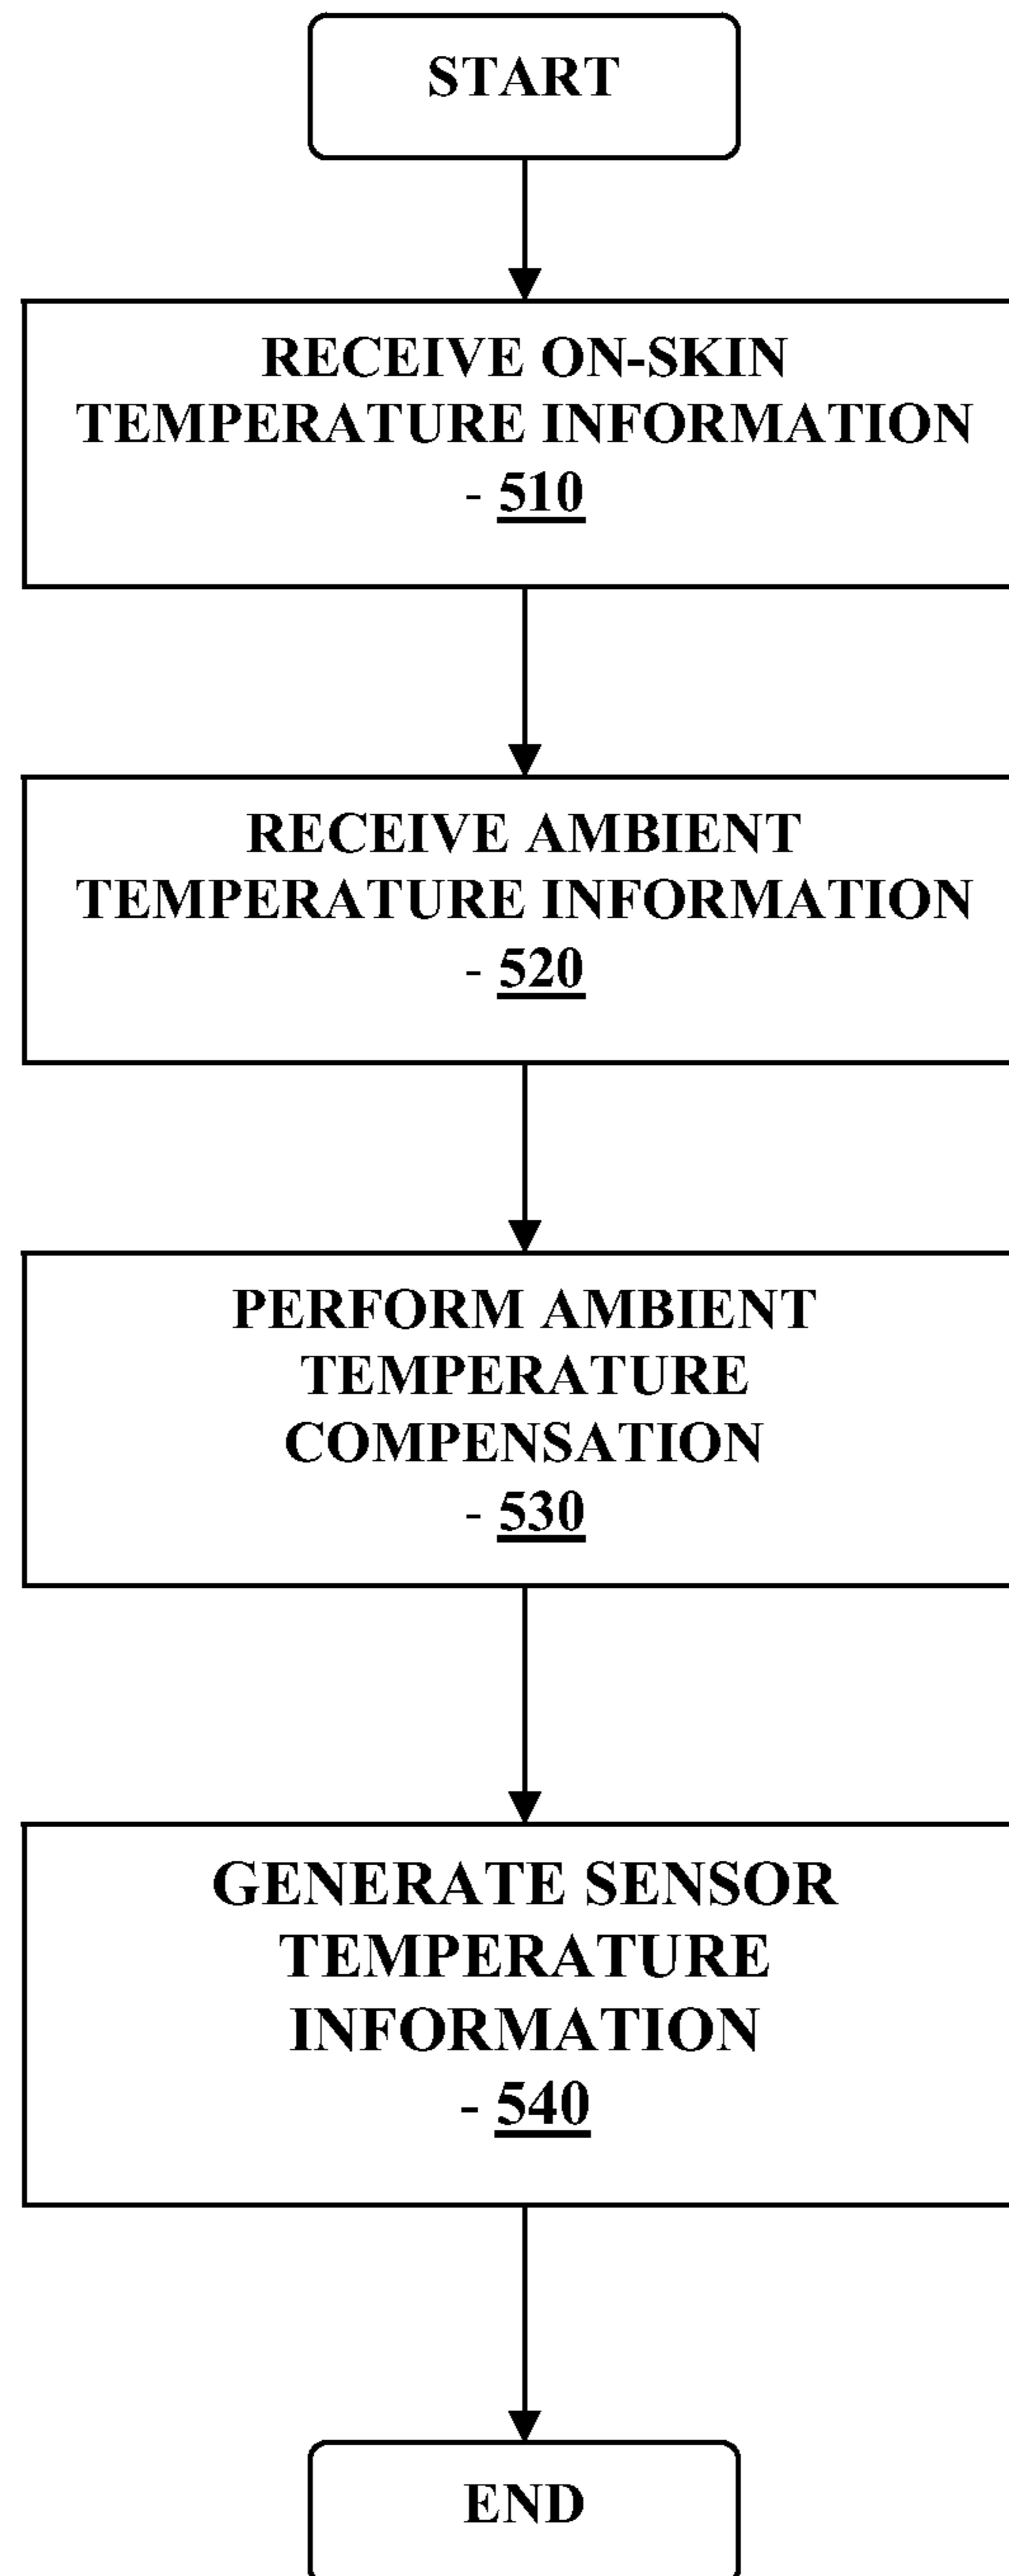 START
RECEIVE ON-SKIN
TEMPERATURE INFORMATION
- 510
RECEIVE AMBIENT
TEMPERATURE INFORMATION
- 520
PERFORM AMBIENT
TEMPERATURE
COMPENSATION
- 530
GENERATE SENSOR
TEMPERATURE
INFORMATION
- 540
END